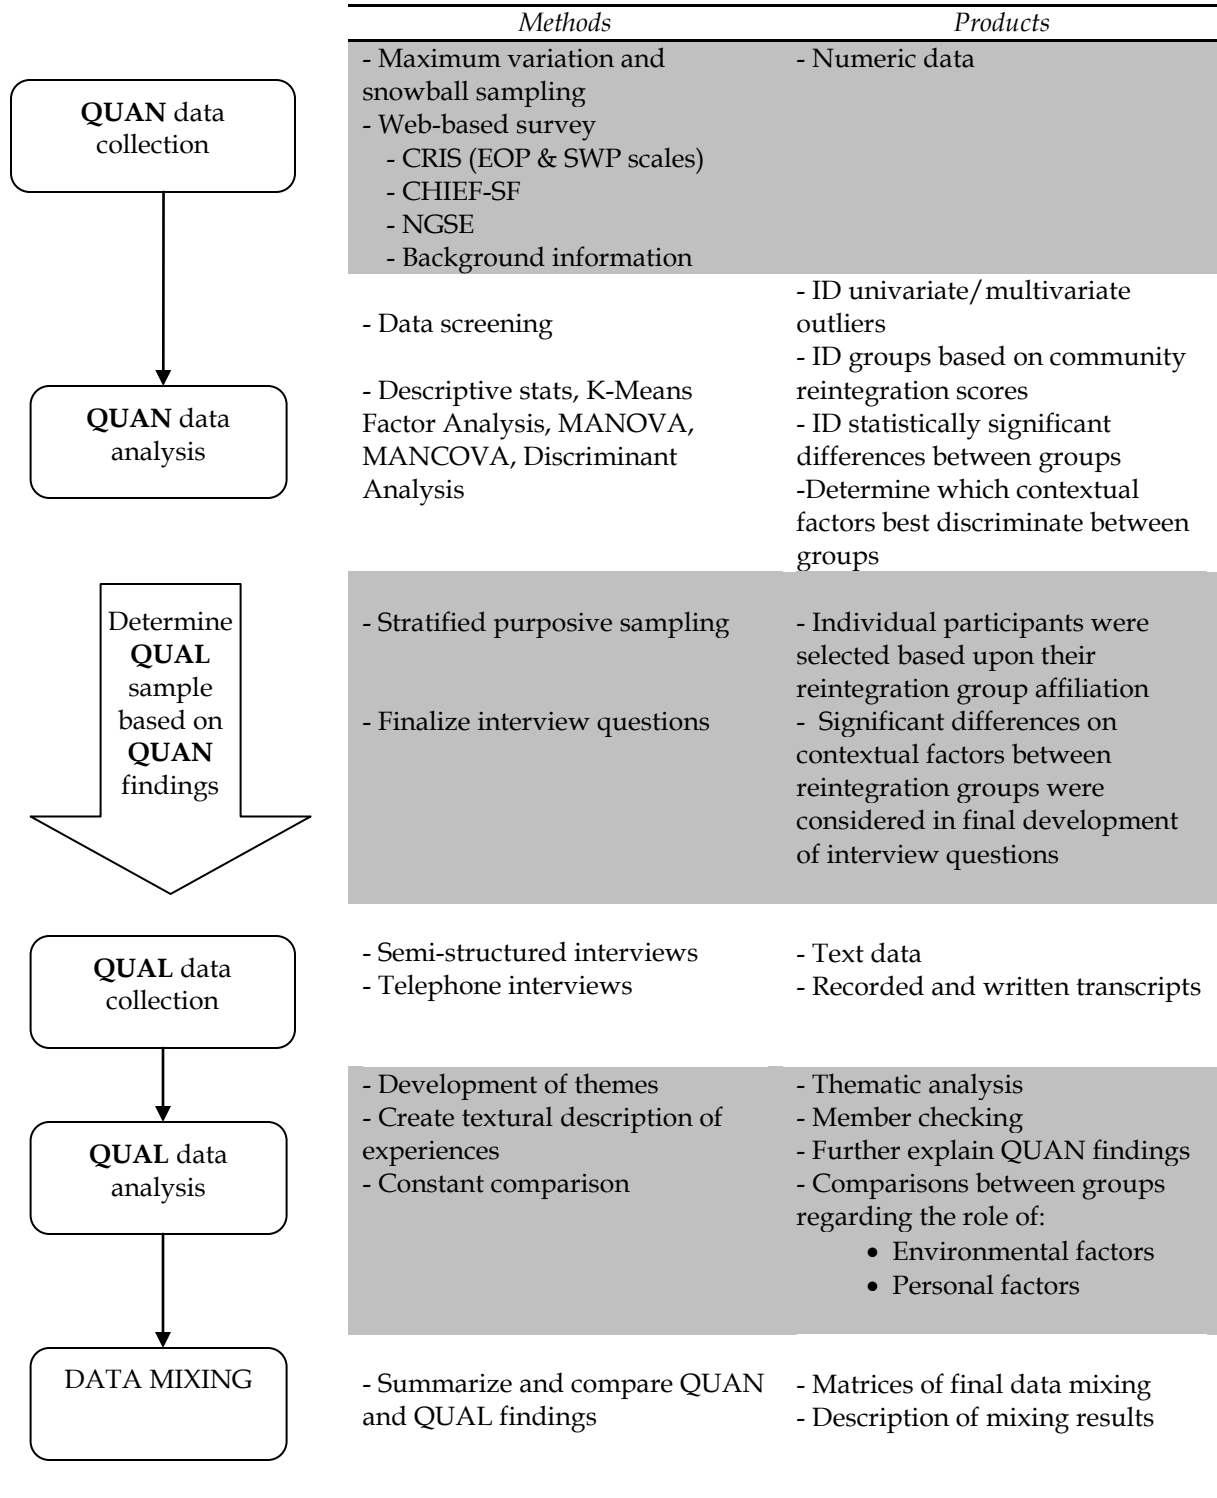 Methods
Products
QUAN data
collection
- Maximum variation and
snowball sampling
- Web-based survey
- CRIS (EOP & SWP scales)
- CHIEF-SF
- NGSE
- Background information
- Numeric data
QUAN data
analysis
- Data screening
- Descriptive stats, K-Means
Factor Analysis, MANOVA,
MANCOVA, Discriminant
Analysis
- ID univariate/multivariate
outliers
- ID groups based on community
reintegration scores
- ID statistically significant
differences between groups
-Determine which contextual
factors best discriminate between
groups
Determine
QUAL
sample
based on
QUAN
findings
- Stratified purposive sampling
- Finalize interview questions
- Individual participants were
selected based upon their
reintegration group affiliation
- Significant differences on
contextual factors between
reintegration groups were
considered in final development
of interview questions
QUAL data
collection
- Semi-structured interviews
- Telephone interviews
- Text data
- Recorded and written transcripts
QUAL data
analysis
- Development of themes
- Create textural description of
experiences
- Constant comparison
- Thematic analysis
- Member checking
- Further explain QUAN findings
- Comparisons between groups
regarding the role of:
• Environmental factors
• Personal factors
DATA MIXING
- Summarize and compare QUAN
and QUAL findings
- Matrices of final data mixing
- Description of mixing results